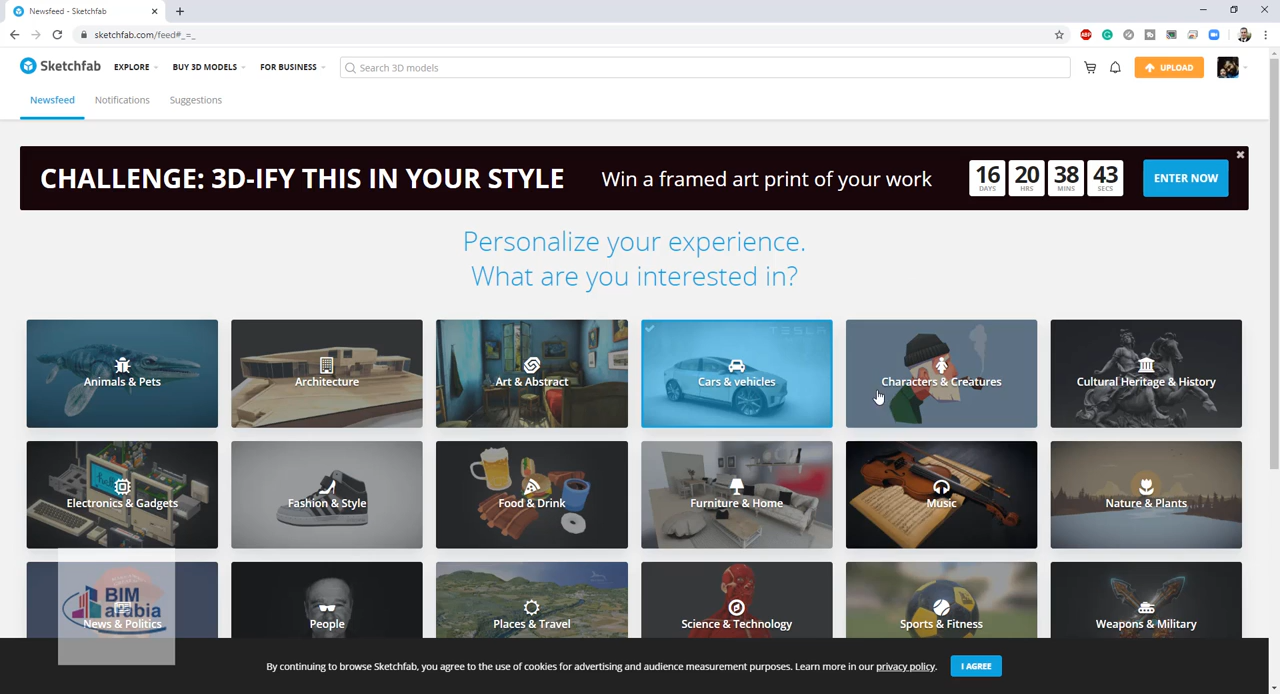 Newsfeed - Sketchfab
sketchfab.com/feed#_=_
Sketchfab
EXPLORE
BUY 3D MODELS
FOR BUSINESS
Search 3D models
UPLOAD
Newsfeed
Notifications
Suggestions
CHALLENGE: 3D-IFY THIS IN YOUR STYLE
Win a framed art print of your work
16 20 38 43
DAYS HRS MINS SECS
ENTER NOW
Personalize your experience.
What are you interested in?
TESLA
Animals & Pets
Architecture
Art & Abstract
Cars & vehicles
Characters & Creatures
Cultural Heritage & History
Electronics & Gadgets
Fashion & Style
Food & Drink
Furniture & Home
Music
Nature & Plants
BIM
arabia
News & Politics
People
Places & Travel
Science & Technology
Sports & Fitness
Weapons & Military
By continuing to browse Sketchfab, you agree to the use of cookies for advertising and audience measurement purposes. Learn more in our privacy policy.
I AGREE